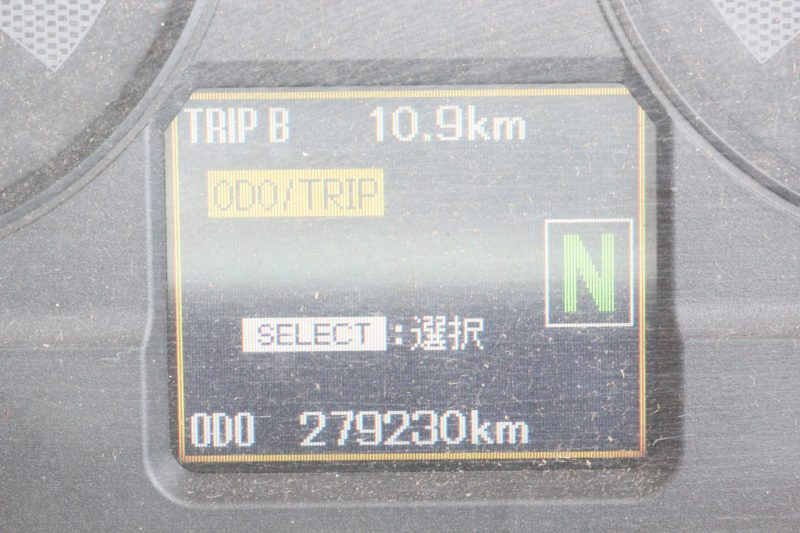 TRIP B 10.9km
ODO/TRIP
N
SELECT:選択
ODO 279230km